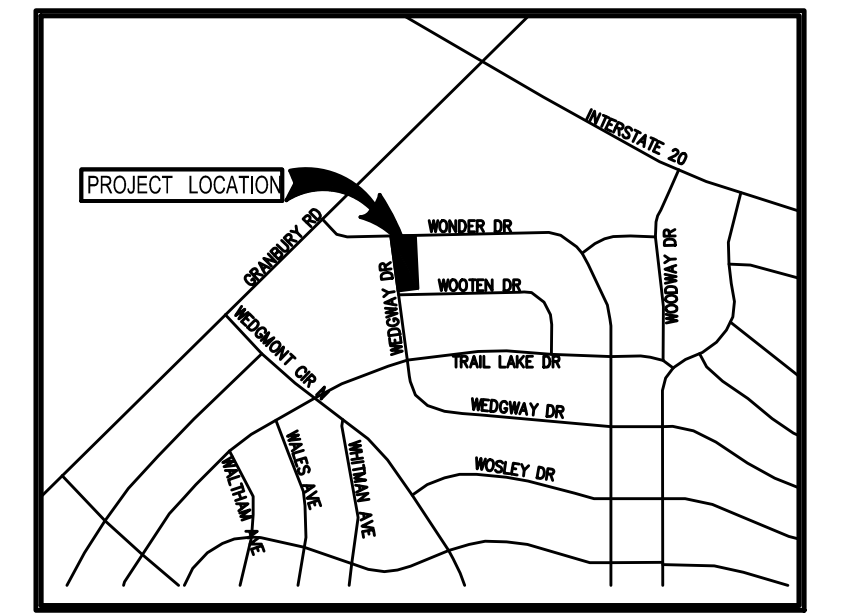 INTERSTATE 20
PROJECT LOCATION
GRANBURY RD
WONDER DR
WOODWAY DR
WEDGWAY DR
WOOTEN DR
WEDGMONT CIR N
TRAIL LAKE DR
WEDGWAY DR
WALTHAM AVE
WALES AVE
WHITMAN AVE
WOSLEY DR